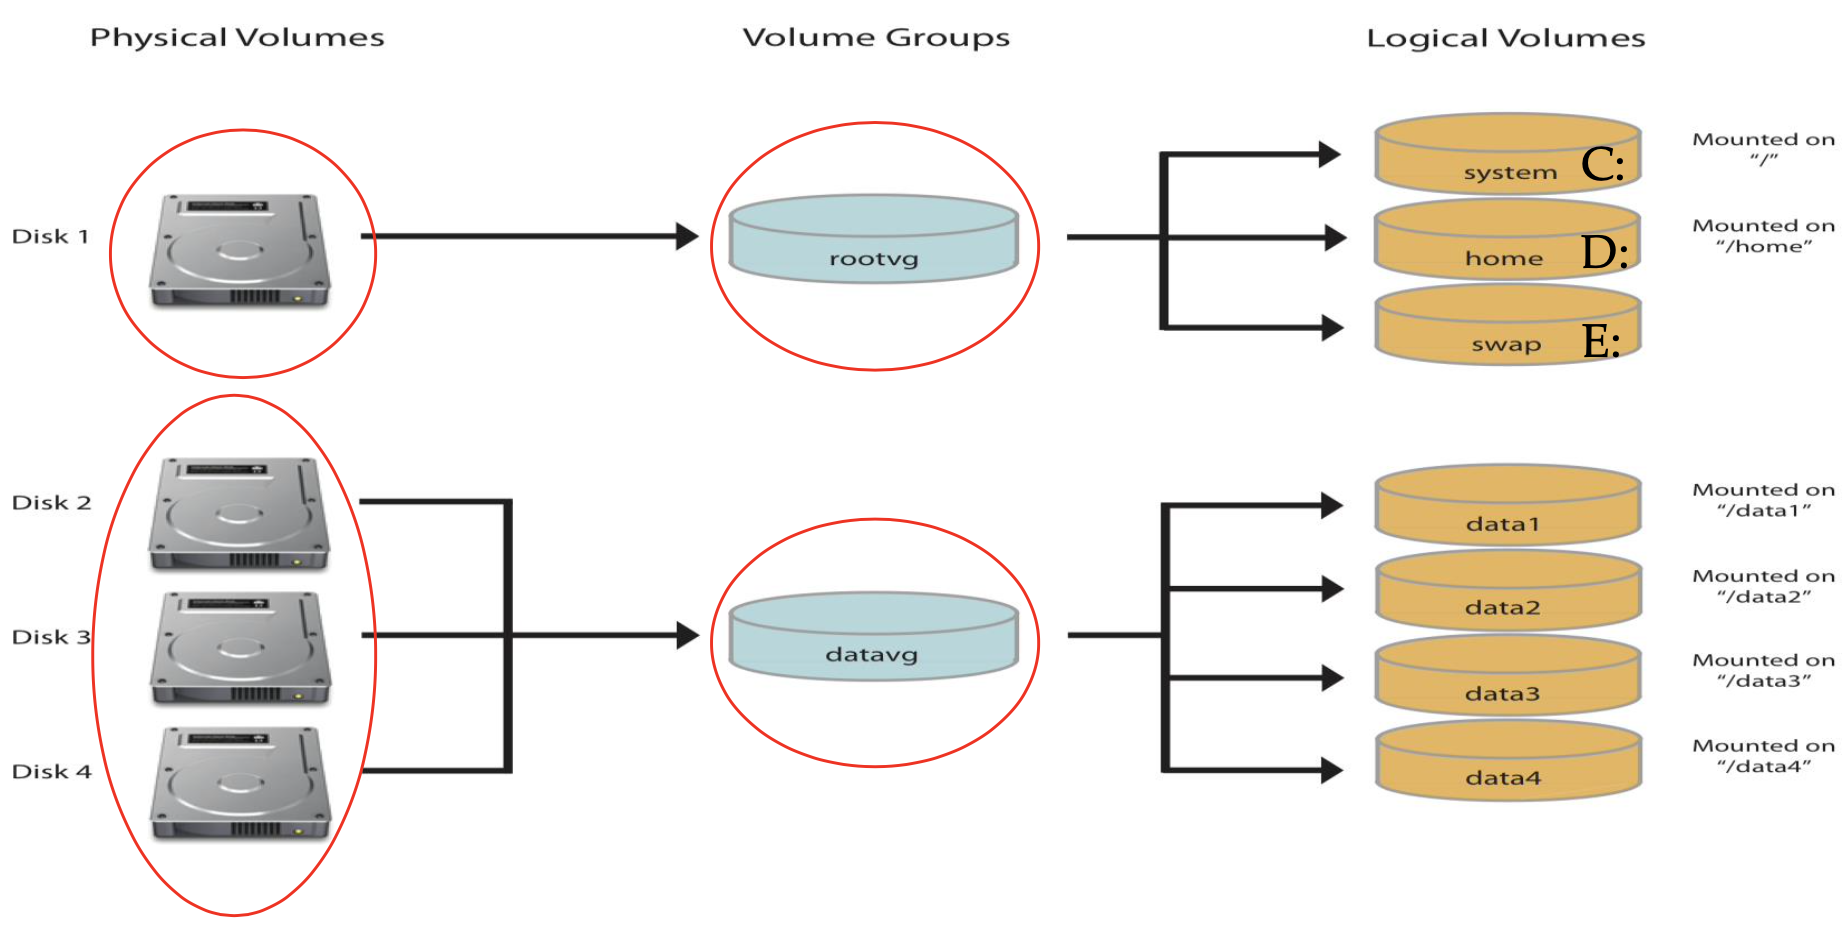 Physical Volumes
Volume Groups
Logical Volumes
Disk 1
rootvg
system C:
Mounted on
“/”
home D:
Mounted on
“/home”
swap E:
Disk 2
Disk 3
Disk 4
datavg
data1
Mounted on
“/data1”
data2
Mounted on
“/data2”
data3
Mounted on
“/data3”
data4
Mounted on
“/data4”